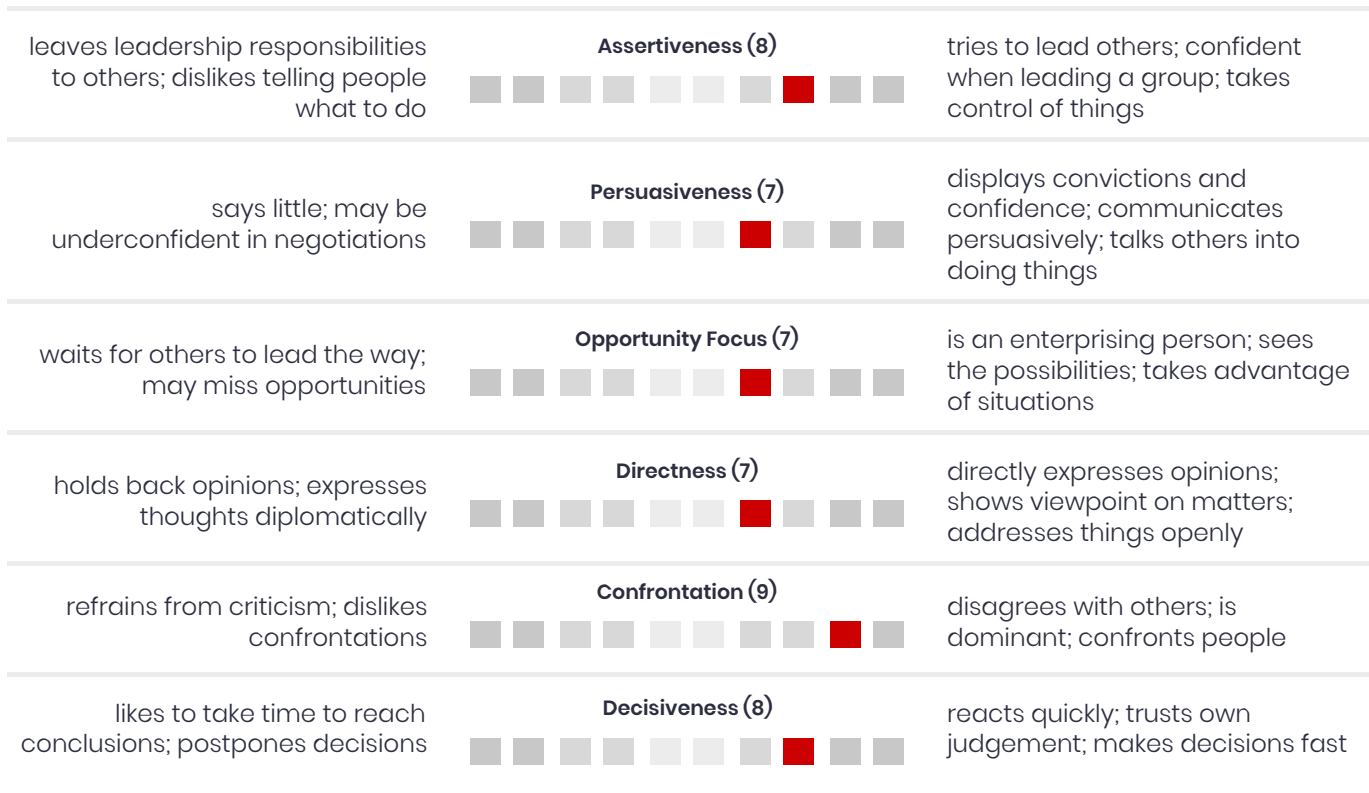 leaves leadership responsibilities
to others; dislikes telling people
what to do
Assertiveness (8)
tries to lead others; confident
when leading a group; takes
control of things
says little; may be
underconfident in negotiations
Persuasiveness (7)
displays convictions and
confidence; communicates
persuasively; talks others into
doing things
waits for others to lead the way;
may miss opportunities
Opportunity Focus (7)
is an enterprising person; sees
the possibilities; takes advantage
of situations
holds back opinions; expresses
thoughts diplomatically
Directness (7)
directly expresses opinions;
shows viewpoint on matters;
addresses things openly
refrains from criticism; dislikes
confrontations
Confrontation (9)
disagrees with others; is
dominant; confronts people
likes to take time to reach
conclusions; postpones decisions
Decisiveness (8)
reacts quickly; trusts own
judgement; makes decisions fast